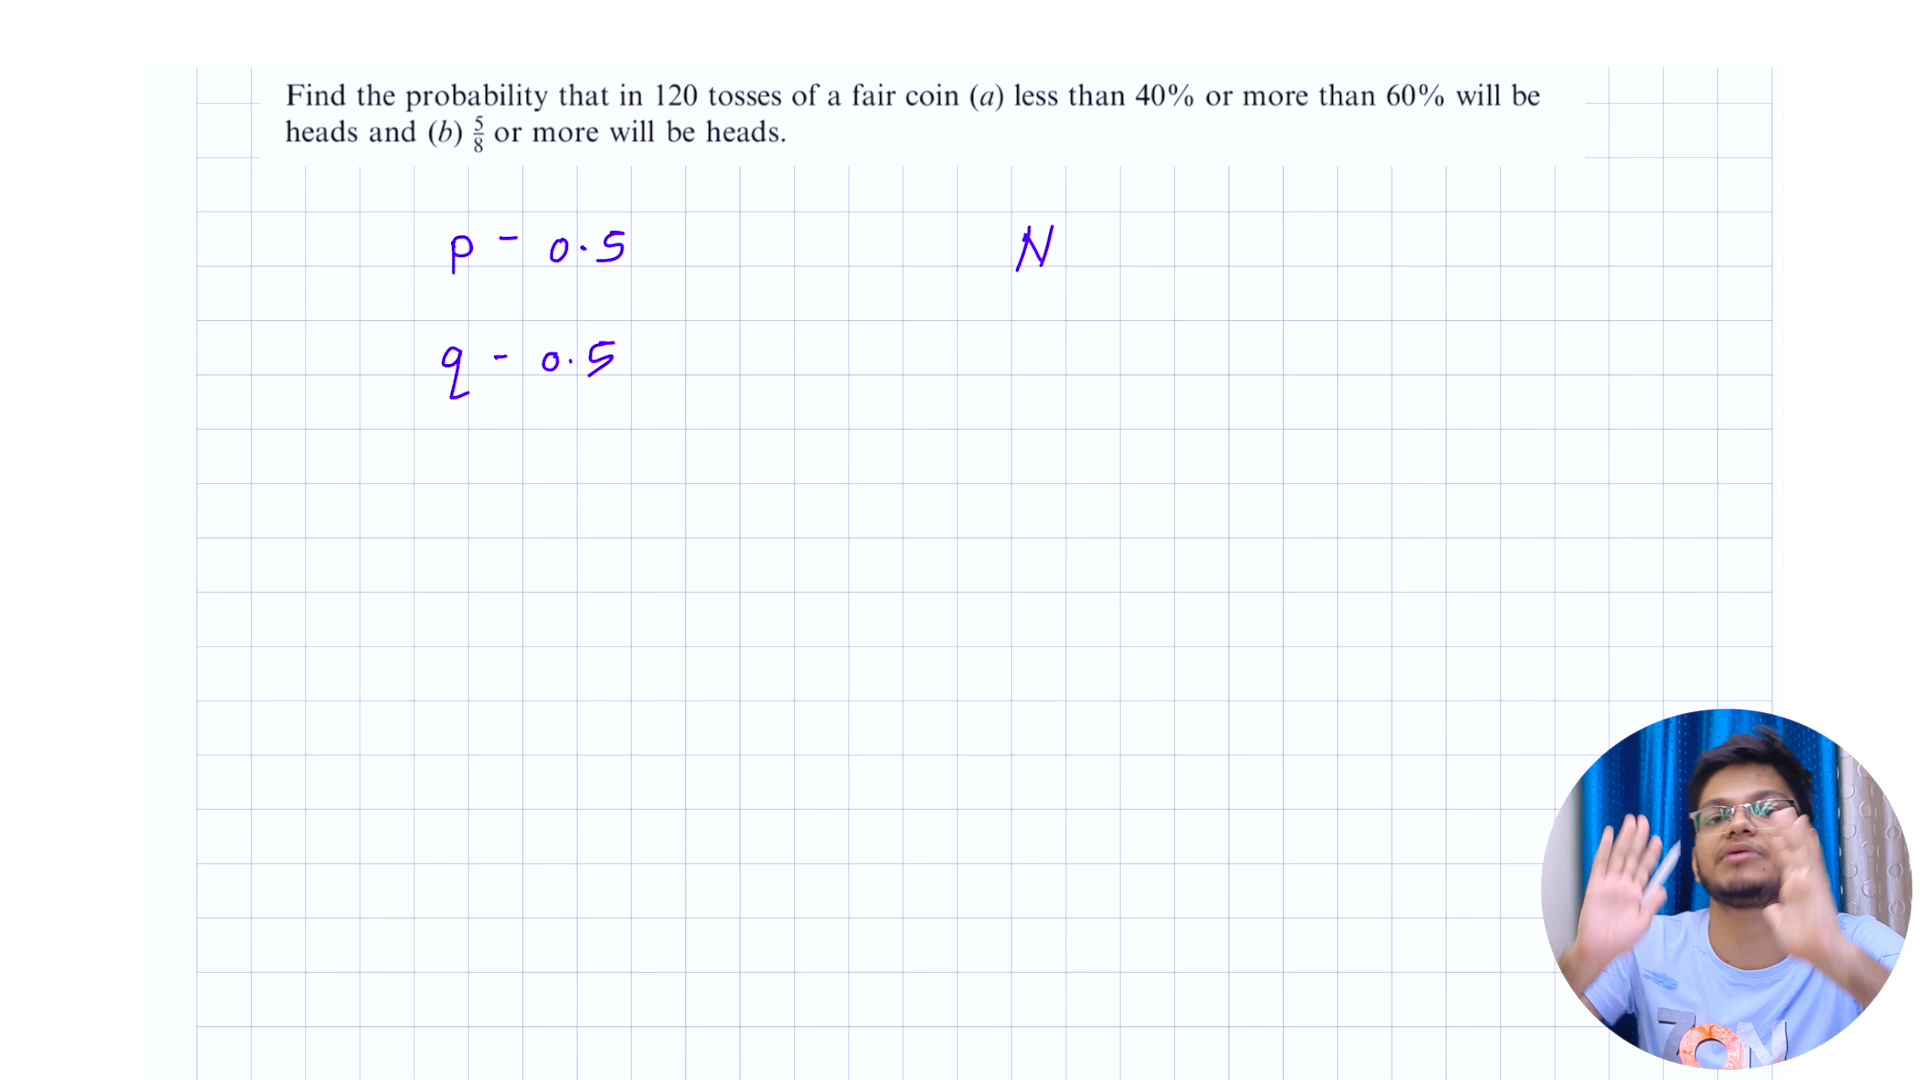 Find the probability that in 120 tosses of a fair coin (a) less than 40% or more than 60% will be
heads and (b) 5/8 or more will be heads.
p - 0.5
N
q - 0.5
ZON